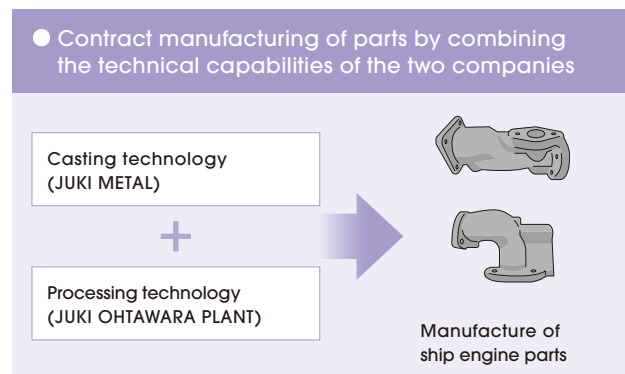 ● Contract manufacturing of parts by combining
the technical capabilities of the two companies
Casting technology
(JUKI METAL)
+
Processing technology
(JUKI OHTAWARA PLANT)
Manufacture of
ship engine parts